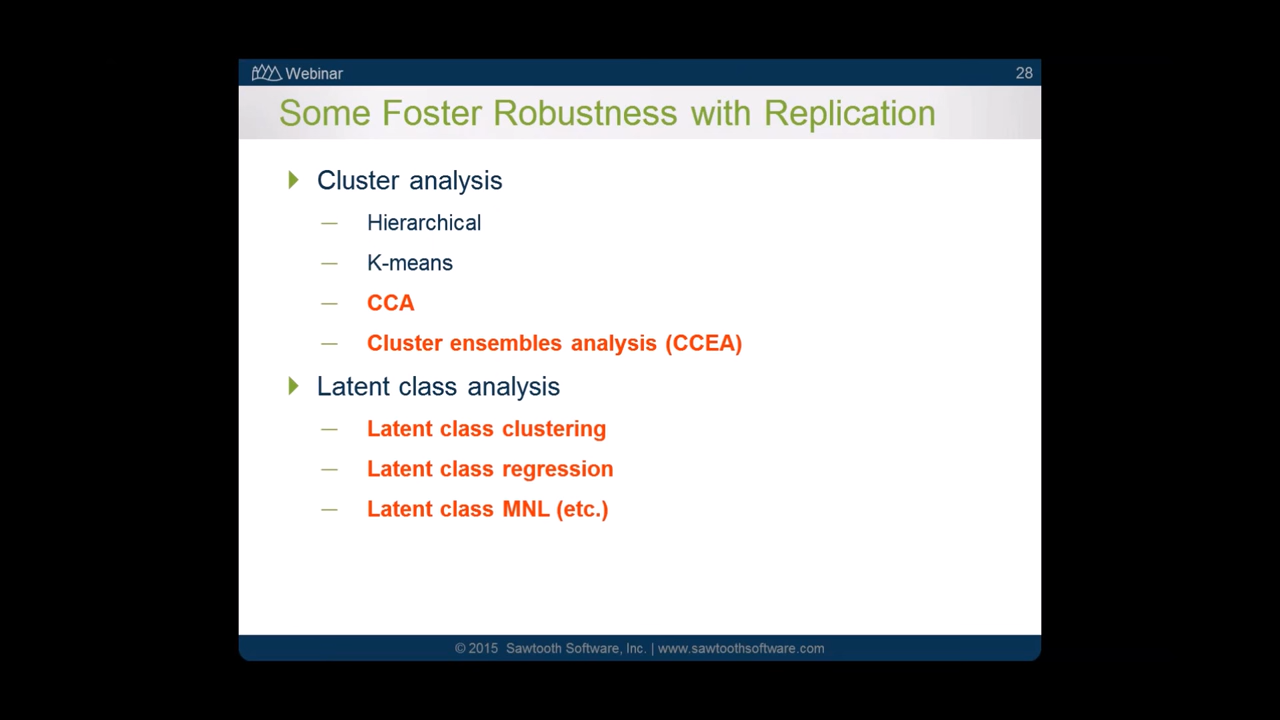 Webinar
28
Some Foster Robustness with Replication
Cluster analysis
— Hierarchical
— K-means
— CCA
— Cluster ensembles analysis (CCEA)
Latent class analysis
— Latent class clustering
— Latent class regression
— Latent class MNL (etc.)
© 2015 Sawtooth Software, Inc. | www.sawtoothsoftware.com